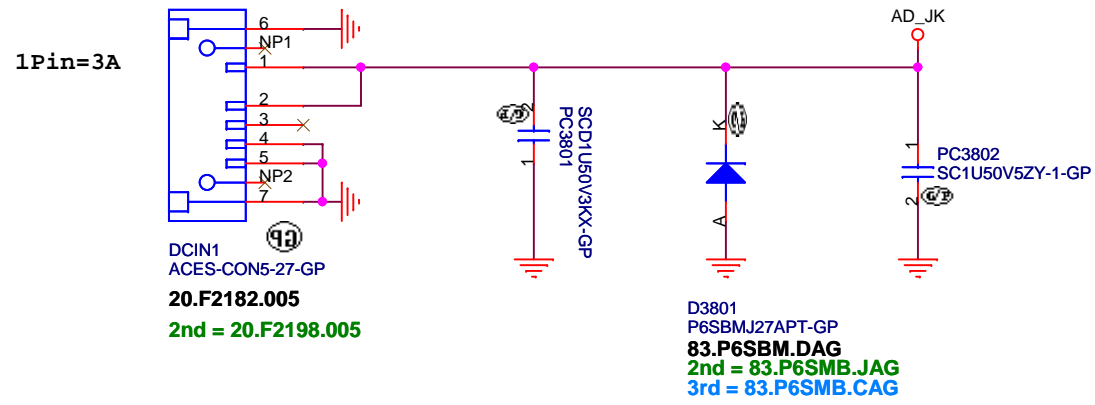 AD_JK
6
NP1
1Pin=3A
1
2
3
4
5
NP2
7
DCIN1
ACES-CON5-27-GP
20.F2182.005
2nd = 20.F2198.005
2
1
PC3801
SCD1U50V3KX-GP
K
A
D3801
P6SBMJ27APT-GP
83.P6SBM.DAG
2nd = 83.P6SMB.JAG
3rd = 83.P6SMB.CAG
1
2
PC3802
SC1U50V5ZY-1-GP
GP